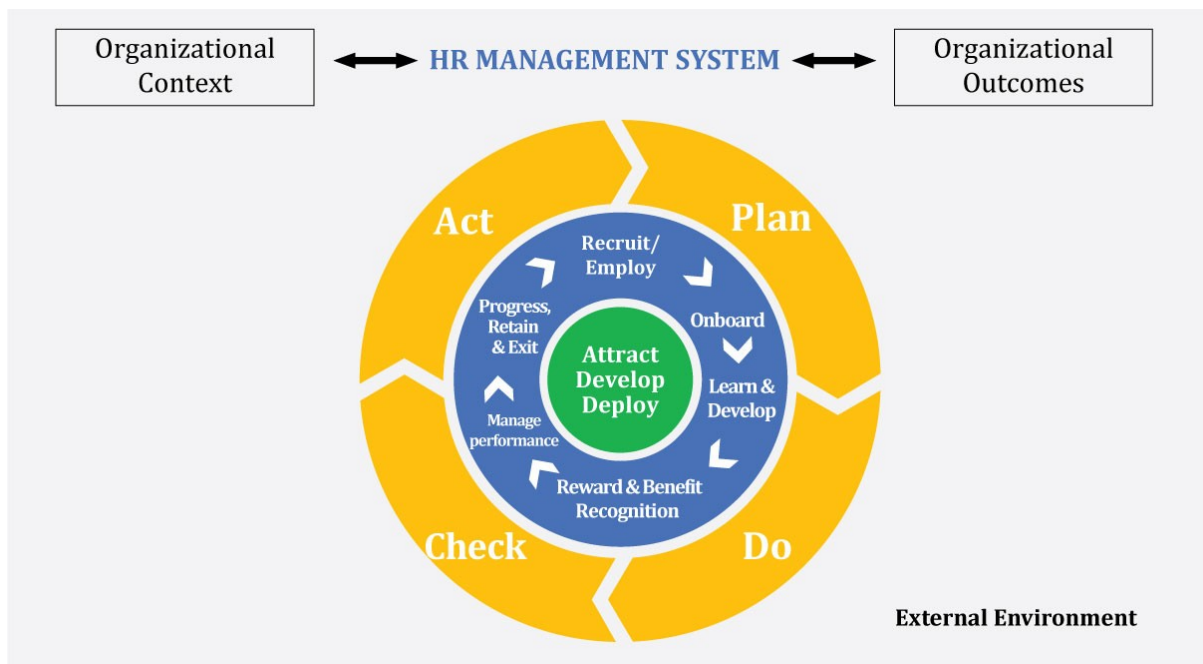 Organizational
Context
HR MANAGEMENT SYSTEM
Organizational
Outcomes
Act
Plan
Recruit/
Employ
Progress,
Retain
& Exit
Onboard
Attract
Develop
Deploy
Learn &
Develop
Manage
performance
Reward & Benefit
Recognition
Check
Do
External Environment